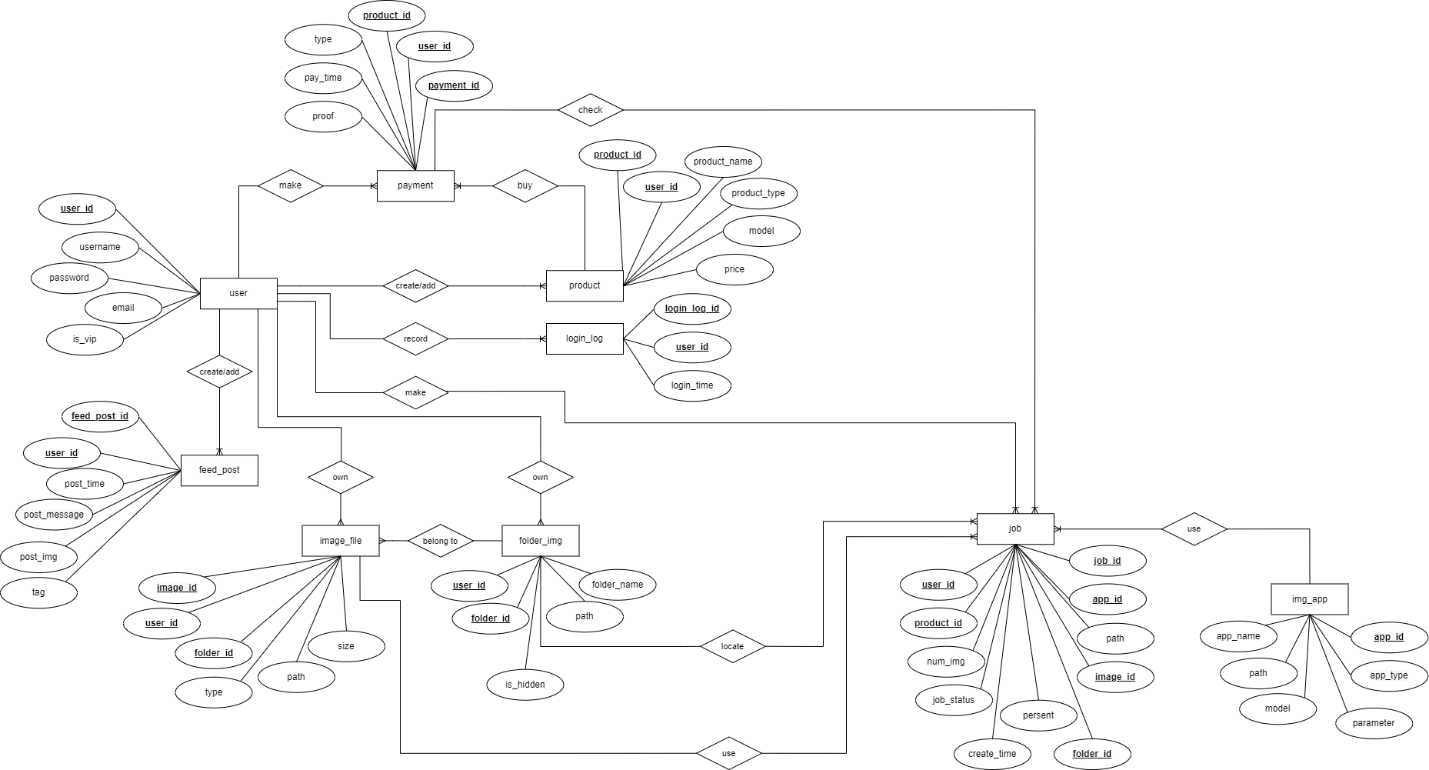 product_id
type
user_id
pay_time
payment_id
proof
check
product_id
product_name
make
payment
buy
user_id
product_type
user_id
model
username
price
password
user
create/add
product
email
login_log_id
is_vip
record
login_log
user_id
create/add
login_time
make
feed_post_id
user_id
feed_post
post_time
own
own
post_message
job
use
image_file
belong to
folder_img
post_img
job_id
tag
image_id
user_id
folder_name
user_id
app_id
img_app
folder_id
path
user_id
product_id
app_name
app_id
path
size
locate
folder_id
num_img
path
app_type
path
image_id
type
is_hidden
job_status
model
persent
parameter
use
create_time
folder_id